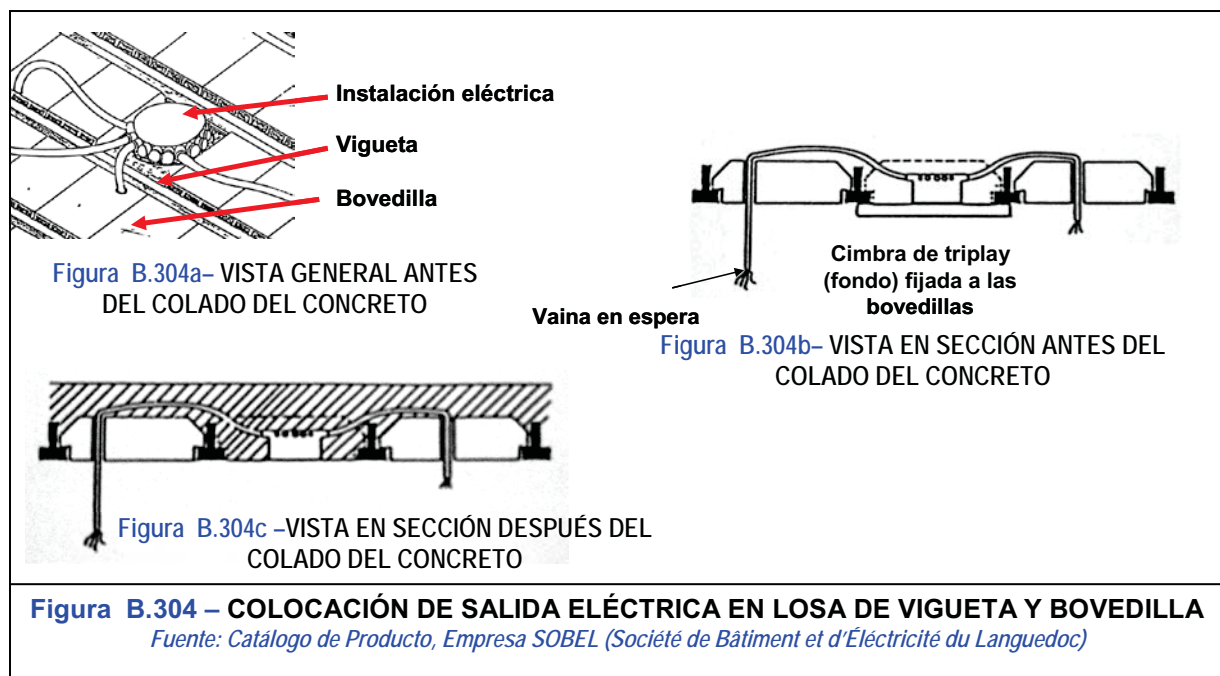 Instalación eléctrica
Vigueta
Bovedilla
Figura B.304a– VISTA GENERAL ANTES
DEL COLADO DEL CONCRETO
Cimbra de triplay
(fondo) fijada a las
bovedillas
Vaina en espera
Figura B.304b– VISTA EN SECCIÓN ANTES DEL
COLADO DEL CONCRETO
Figura B.304c –VISTA EN SECCIÓN DESPUÉS DEL
COLADO DEL CONCRETO
Figura B.304 – COLOCACIÓN DE SALIDA ELÉCTRICA EN LOSA DE VIGUETA Y BOVEDILLA
Fuente: Catálogo de Producto, Empresa SOBEL (Société de Bâtiment et d’Éléctricité du Languedoc)